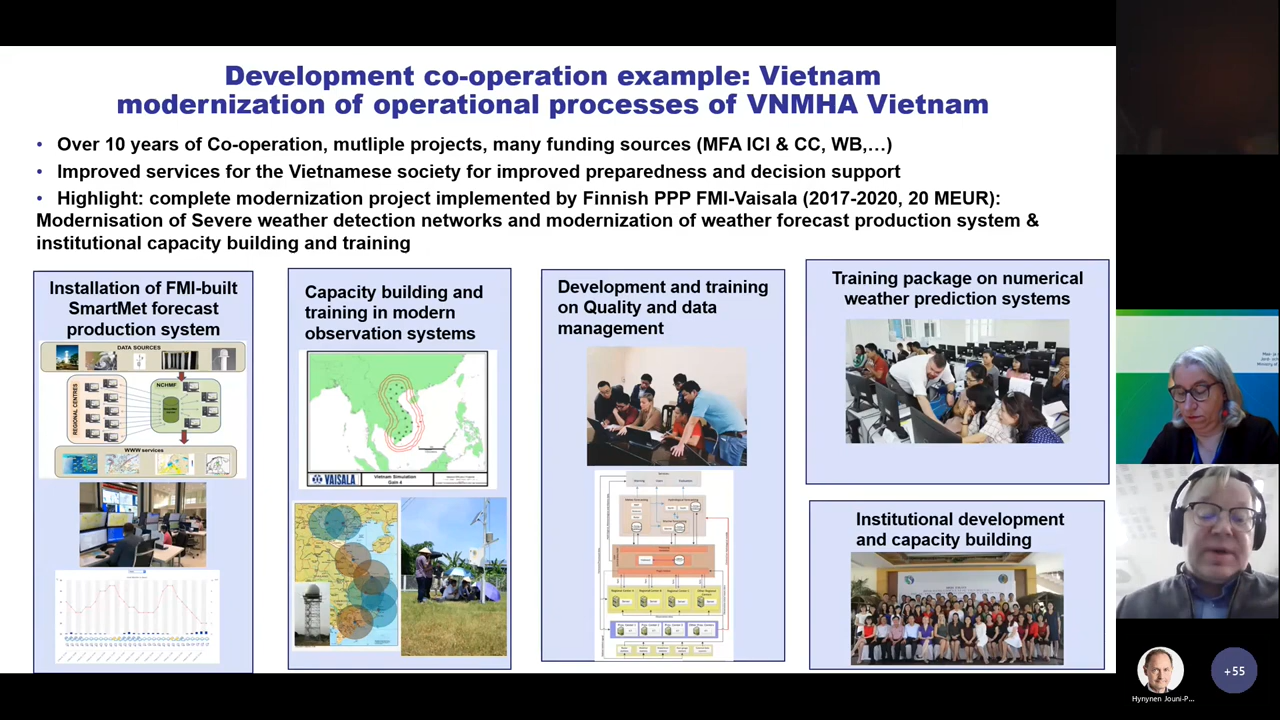 Development co-operation example: Vietnam
modernization of operational processes of VNMHA Vietnam
• Over 10 years of Co-operation, mutliple projects, many funding sources (MFA ICI & CC, WB,…)
• Improved services for the Vietnamese society for improved preparedness and decision support
• Highlight: complete modernization project implemented by Finnish PPP FMI-Vaisala (2017-2020, 20 MEUR):
Modernisation of Severe weather detection networks and modernization of weather forecast production system &
institutional capacity building and training
Installation of FMI-built
SmartMet forecast
production system
DATA SOURCES
REGIONAL CENTRES
NCHMF
WWW services
Capacity building and
training in modern
observation systems
VAISALA
Vietnam Simulation
Development and training
on Quality and data
management
Training package on numerical
weather prediction systems
Institutional development
and capacity building
Hynynen Jouni-P...
+55